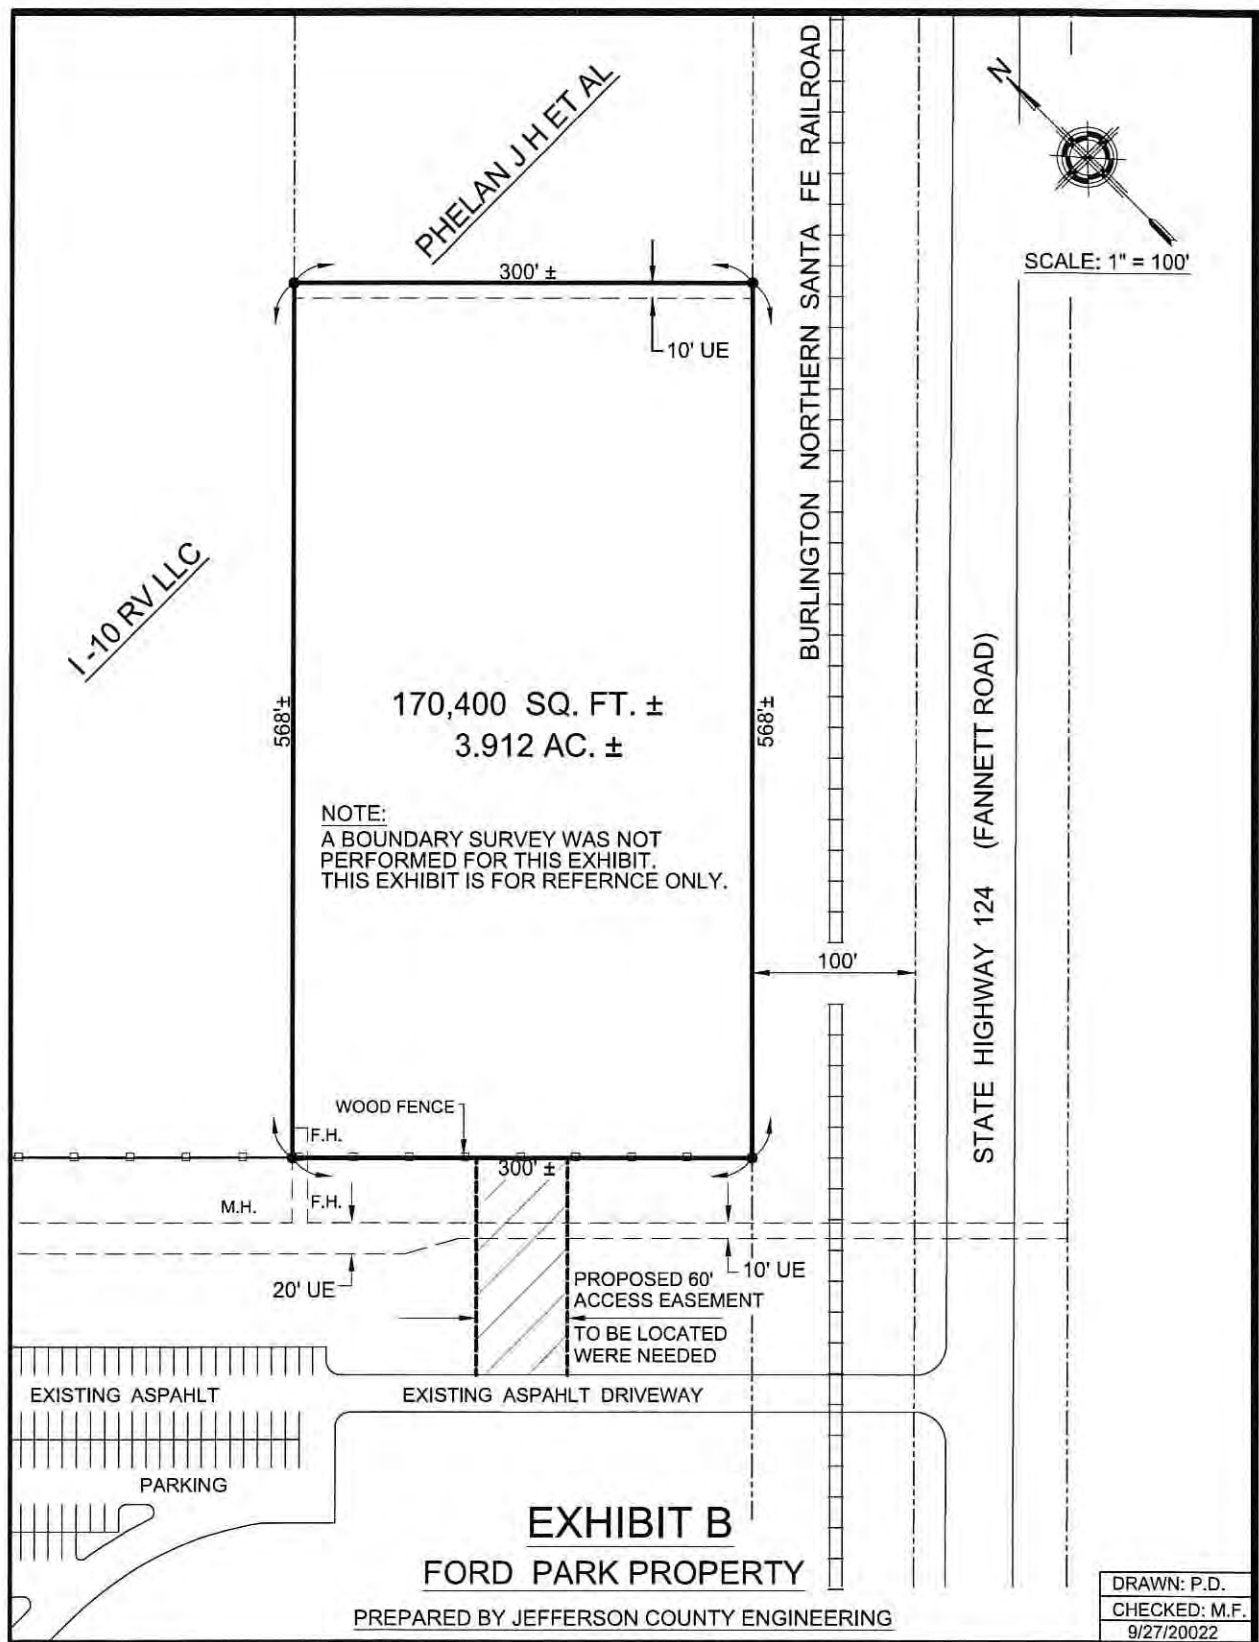 N
SCALE: 1" = 100'
PHELAN J H ET AL
BURLINGTON NORTHERN SANTA FE RAILROAD
300' ±
10' UE
I-10 RV LLC
568'±
170,400 SQ. FT. ±
3.912 AC. ±
568'±
STATE HIGHWAY 124 (FANNETT ROAD)
NOTE:
A BOUNDARY SURVEY WAS NOT
PERFORMED FOR THIS EXHIBIT.
THIS EXHIBIT IS FOR REFERNCE ONLY.
100'
WOOD FENCE
F.H.
300' ±
M.H.
F.H.
20' UE
10' UE
PROPOSED 60'
ACCESS EASEMENT
TO BE LOCATED
WERE NEEDED
EXISTING ASPAHLT
EXISTING ASPAHLT DRIVEWAY
PARKING
EXHIBIT B
FORD PARK PROPERTY
PREPARED BY JEFFERSON COUNTY ENGINEERING
DRAWN: P.D.
CHECKED: M.F.
9/27/20022